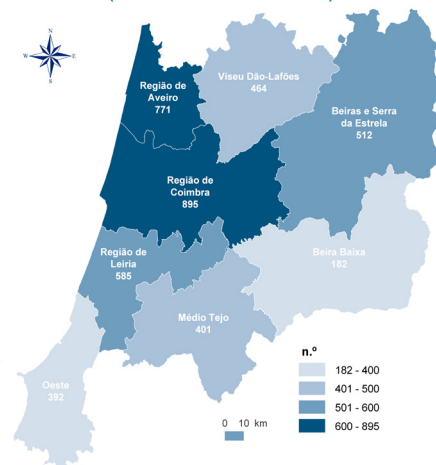 N
W
E
S
Região de
Aveiro
771
Viseu Dão-Lafões
464
Beiras e Serra
da Estrela
512
Região de
Coimbra
895
Região de
Leiria
585
Beira Baixa
182
Médio Tejo
401
Oeste
392
n.º
182 - 400
401 - 500
501 - 600
600 - 895
0 10 km